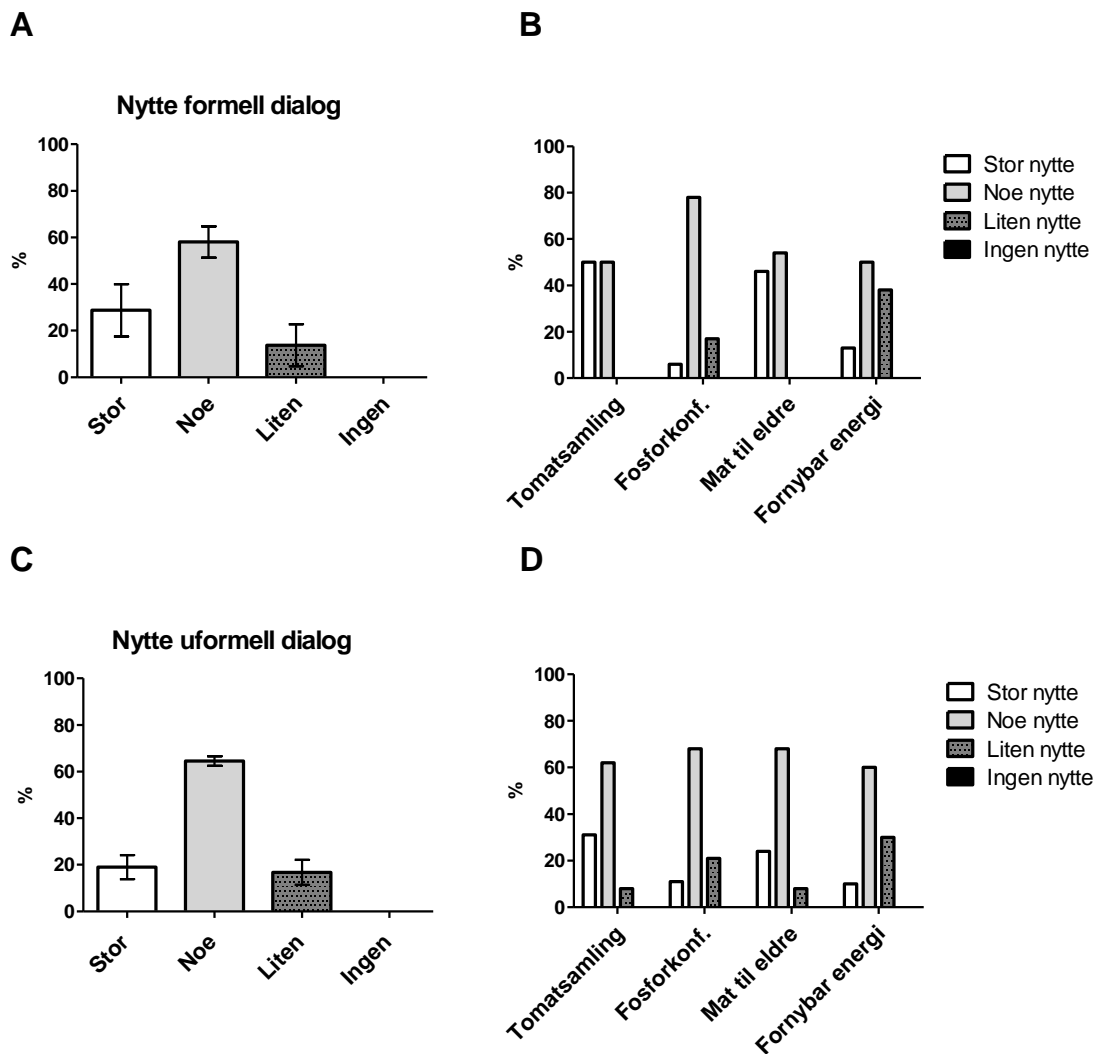 A
Nytte formell dialog
100
80
60
40
20
0
%
Stor
Noe
Liten
Ingen
B
100
80
60
40
20
0
%
Tomatsamling
Fosforkonf.
Mat til eldre
Fornybar energi
Stor nytte
Noe nytte
Liten nytte
Ingen nytte
C
Nytte uformell dialog
100
80
60
40
20
0
%
Stor
Noe
Liten
Ingen
D
100
80
60
40
20
0
%
Tomatsamling
Fosforkonf.
Mat til eldre
Fornybar energi
Stor nytte
Noe nytte
Liten nytte
Ingen nytte